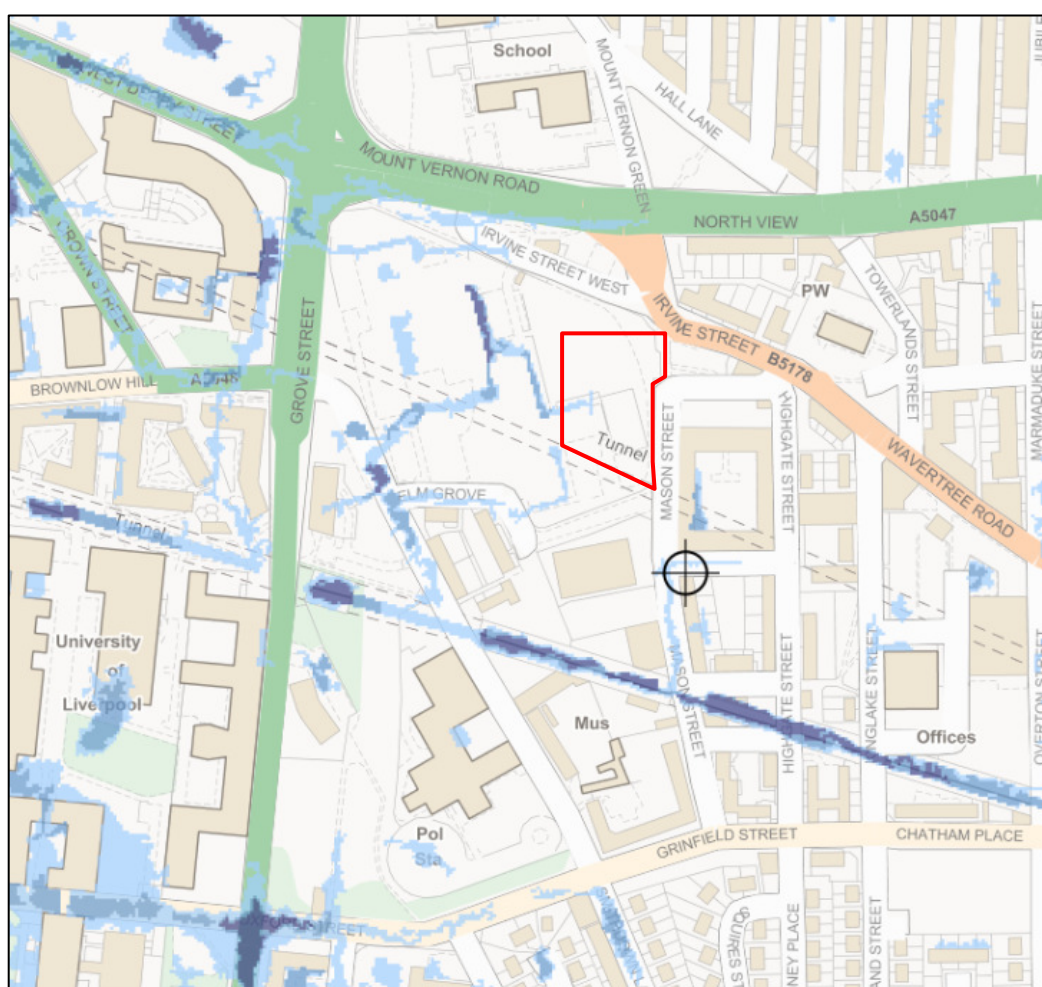 School
MOUNT VERNON GREEN
HALL LANE
WEST DERBY STREET
MOUNT VERNON ROAD
NORTH VIEW
A5047
CROWN STREET
IRVINE STREET WEST
TOWERLANDS STREET
PW
IRVINE STREET
B5178
MARMADUKE STREET
GROVE STREET
BROWNLOW HILL
MASON STREET
HIGHGATE STREET
WAVERTREE ROAD
Tunnel
ELM GROVE
Tunnel
University
of
Liverpool
MASON STREET
HIGHGATE STREET
OVERTON STREET
Mus
Offices
Pol
Sta
GRINFIELD STREET
CHATHAM PLACE